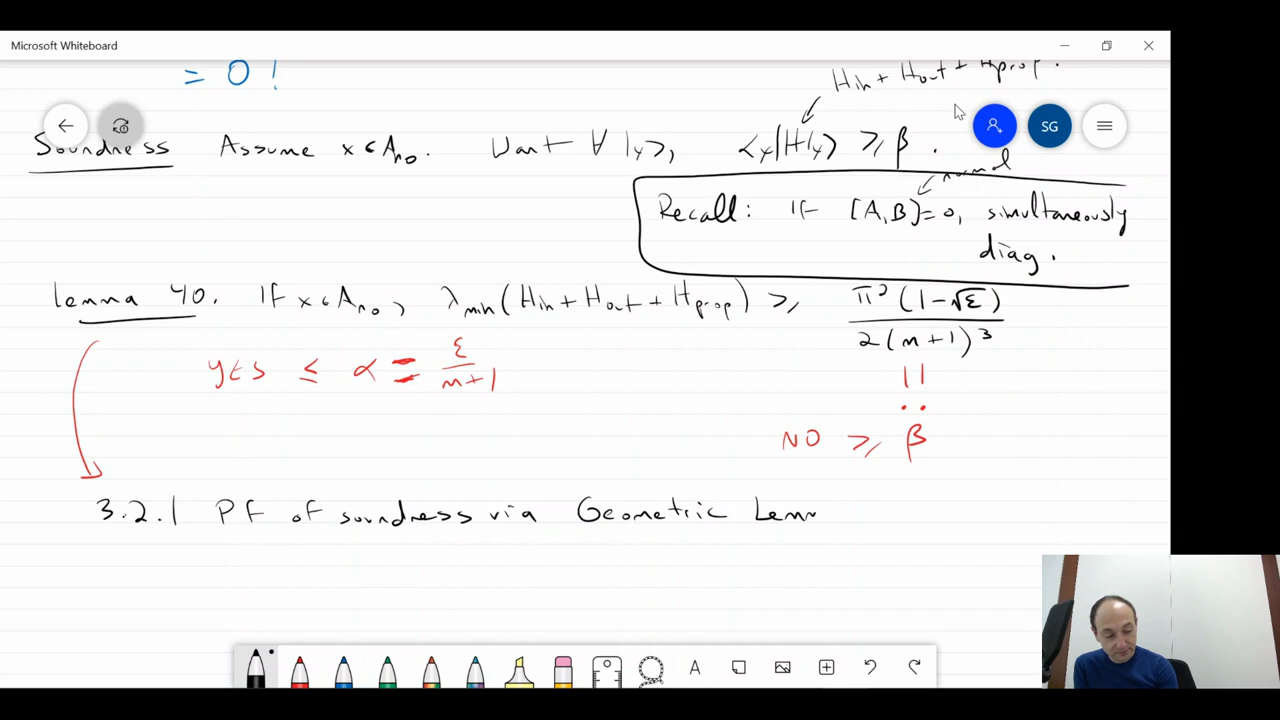 Microsoft Whiteboard
= 0 !
Hin + Hout + Hprop .
SG
Soundness Assume x ∈ Ano. Want ∀ |y>, <y|H|y> ≥ β .
normal
Recall: If [A,B]=0, simultaneously
diag.
Lemma 40. If x ∈ Ano, λmin(Hin + Hout + Hprop) ≥ π²(1-√ε) / 2(m+1)³
yes ≤ α = ε / m+1
NO ≥ β
3.2.1 Pf of soundness via Geometric Lemm
A